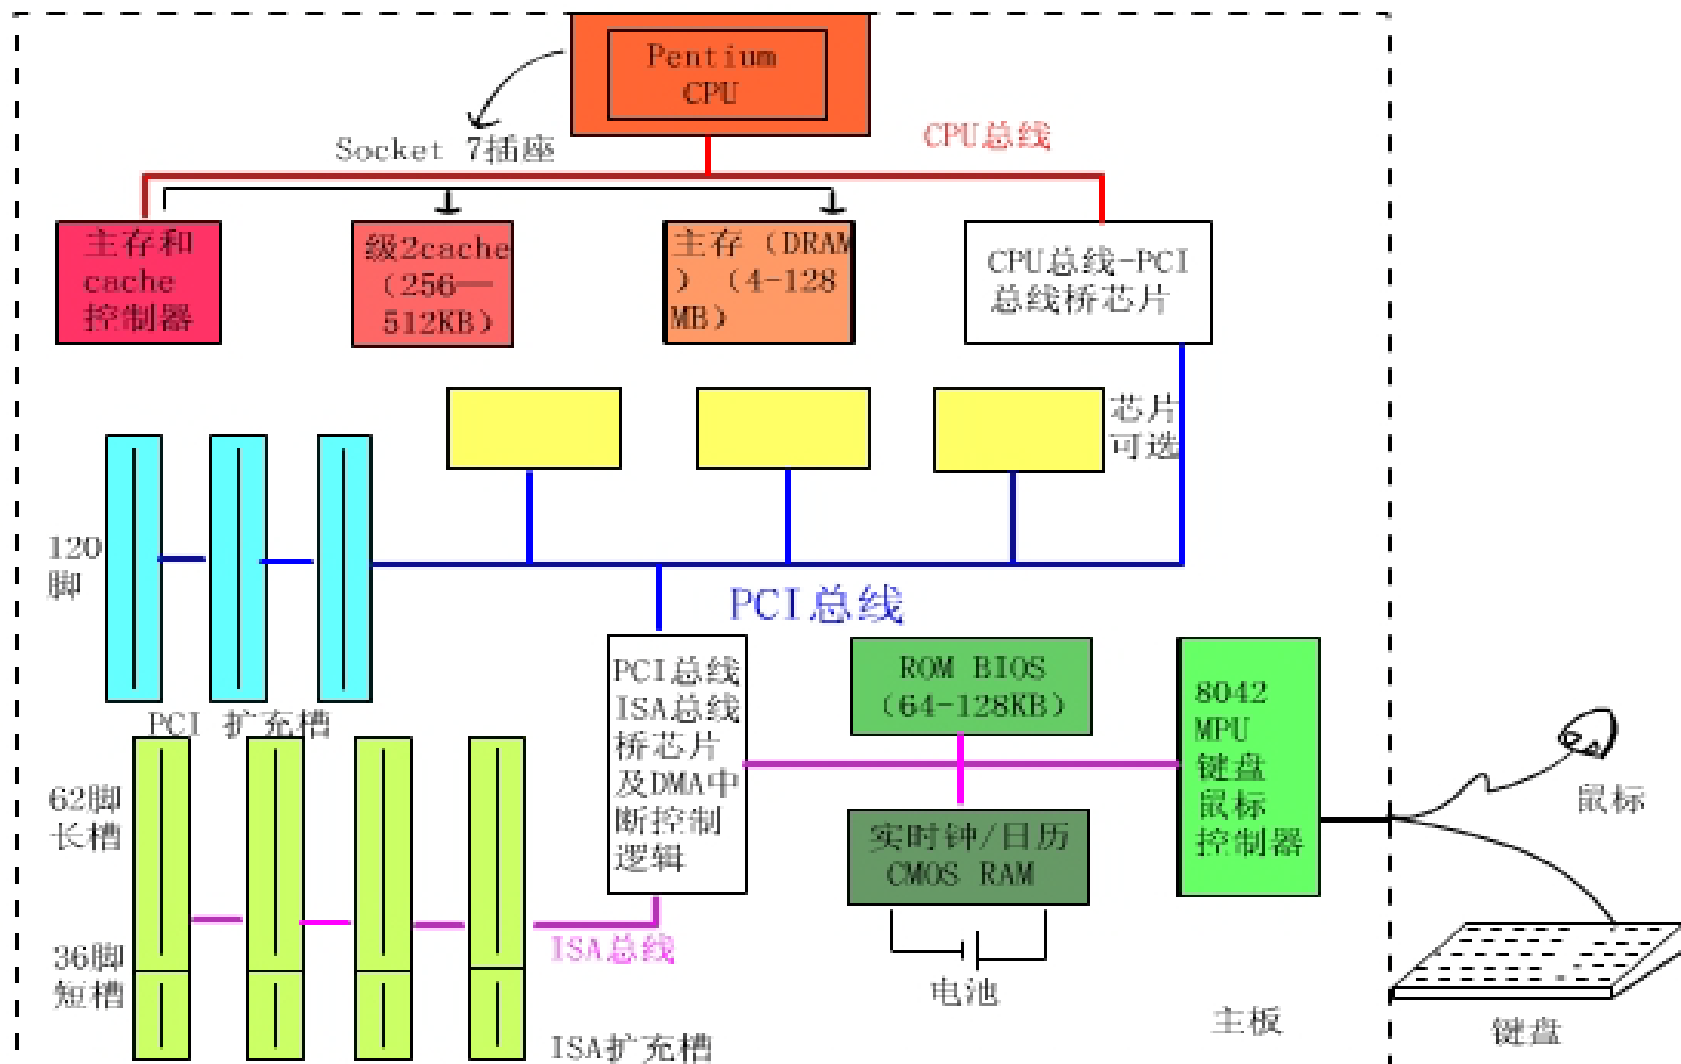 Pentium
CPU
Socket 7插座
CPU总线
主存和
cache
控制器
级2cache
（256—
512KB）
主存（DRAM
）（4-128
MB）
CPU总线-PCI
总线桥芯片
芯片
可选
120
脚
PCI总线
PCI 扩充槽
PCI总线
ISA总线
桥芯片
及DMA中
断控制
逻辑
ROM BIOS
（64-128KB）
8042
MPU
键盘
鼠标
控制器
鼠标
62脚
长槽
实时钟/日历
CMOS RAM
36脚
短槽
ISA总线
电池
主板
键盘
ISA扩充槽